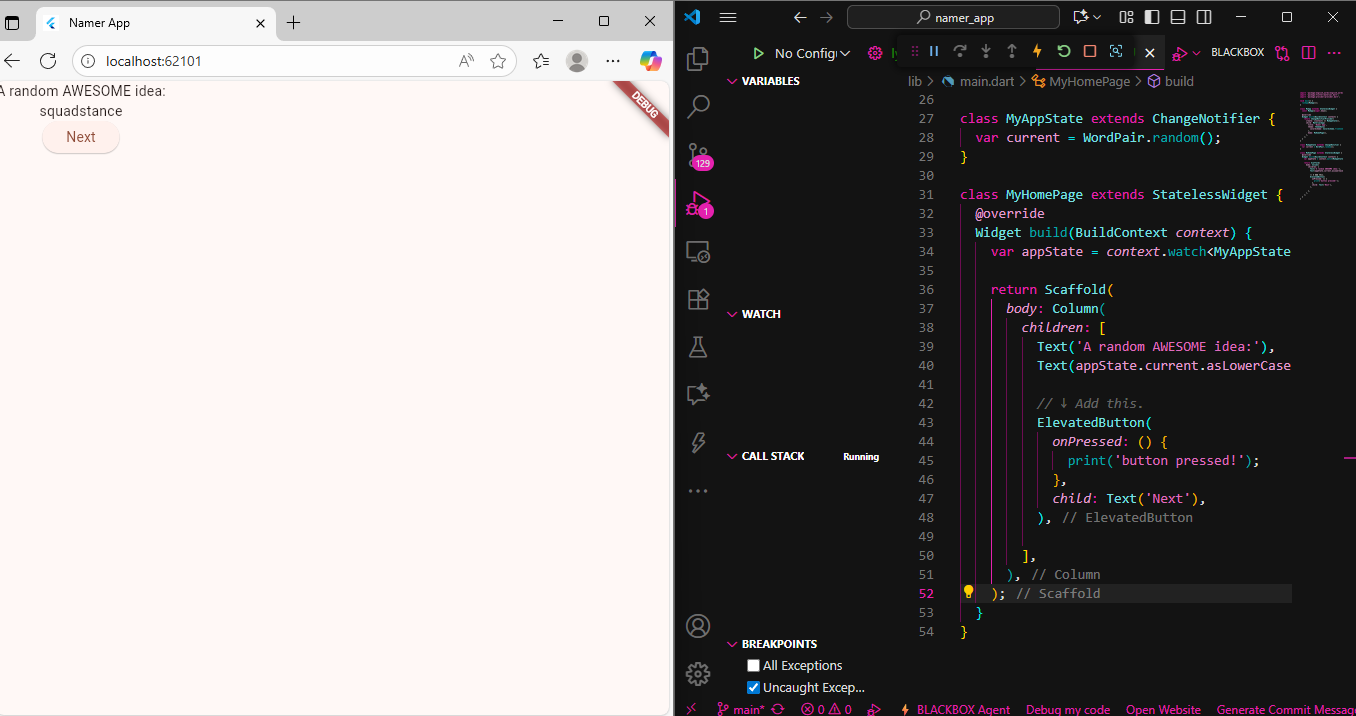 Namer App
localhost:62101
A random AWESOME idea:
squadstance
Next
DEBUG
namer_app
No Config
BLACKBOX
VARIABLES
WATCH
CALL STACK
Running
BREAKPOINTS
All Exceptions
Uncaught Excep...
129
1
lib > main.dart > MyHomePage > build
26
27 class MyAppState extends ChangeNotifier {
28 var current = WordPair.random();
29 }
30
31 class MyHomePage extends StatelessWidget {
32 @override
33 Widget build(BuildContext context) {
34 var appState = context.watch<MyAppState
35
36 return Scaffold(
37 body: Column(
38 children: [
39 Text('A random AWESOME idea:'),
40 Text(appState.current.asLowerCase
41
42 // ↓ Add this.
43 ElevatedButton(
44 onPressed: () {
45 print('button pressed!');
46 },
47 child: Text('Next'),
48 ), // ElevatedButton
49
50 ],
51 ), // Column
52 ); // Scaffold
53 }
54 }
main* 0 0 BLACKBOX Agent Debug my code Open Website Generate Commit Messag